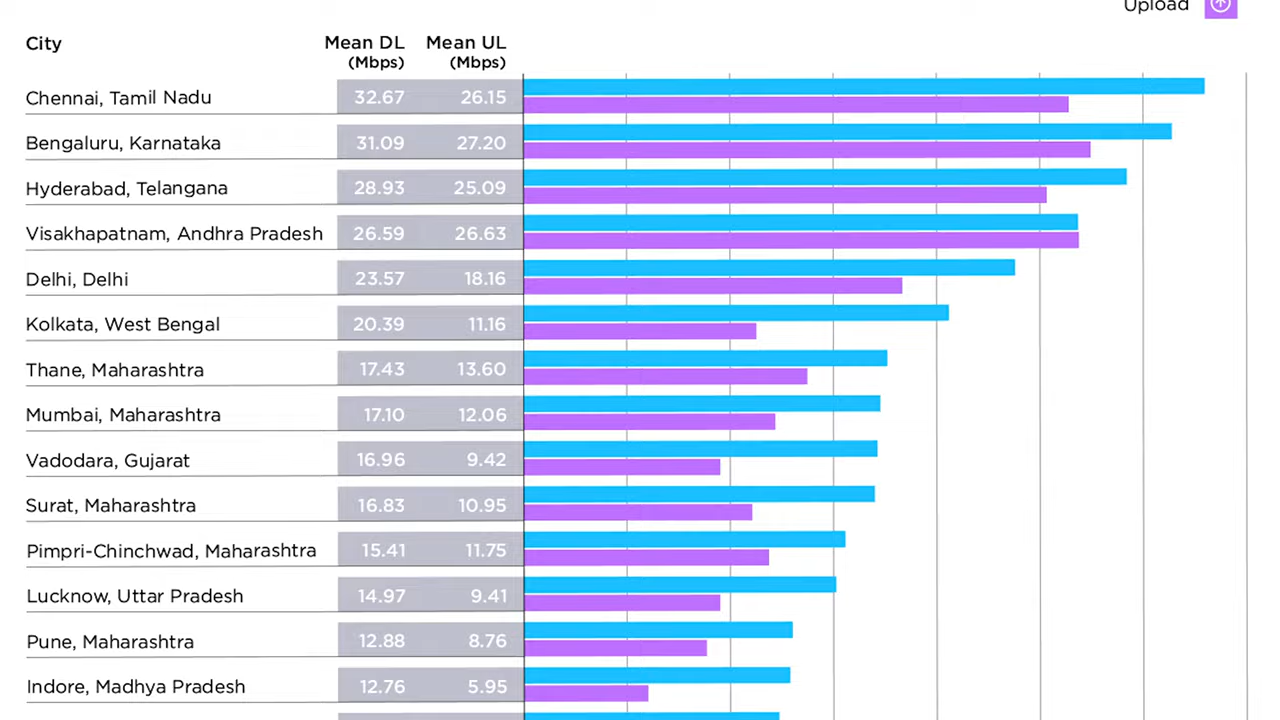 Upload
City Mean DL (Mbps) Mean UL (Mbps)
Chennai, Tamil Nadu 32.67 26.15
Bengaluru, Karnataka 31.09 27.20
Hyderabad, Telangana 28.93 25.09
Visakhapatnam, Andhra Pradesh 26.59 26.63
Delhi, Delhi 23.57 18.16
Kolkata, West Bengal 20.39 11.16
Thane, Maharashtra 17.43 13.60
Mumbai, Maharashtra 17.10 12.06
Vadodara, Gujarat 16.96 9.42
Surat, Maharashtra 16.83 10.95
Pimpri-Chinchwad, Maharashtra 15.41 11.75
Lucknow, Uttar Pradesh 14.97 9.41
Pune, Maharashtra 12.88 8.76
Indore, Madhya Pradesh 12.76 5.95